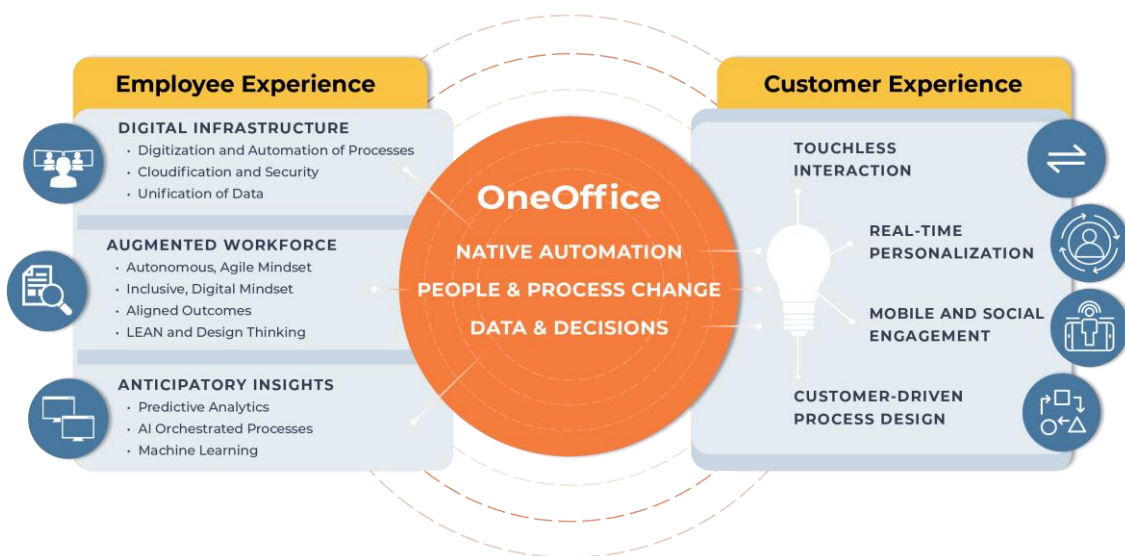 Employee Experience
DIGITAL INFRASTRUCTURE
• Digitization and Automation of Processes
• Cloudification and Security
• Unification of Data
AUGMENTED WORKFORCE
• Autonomous, Agile Mindset
• Inclusive, Digital Mindset
• Aligned Outcomes
• LEAN and Design Thinking
ANTICIPATORY INSIGHTS
• Predictive Analytics
• AI Orchestrated Processes
• Machine Learning
OneOffice
NATIVE AUTOMATION
PEOPLE & PROCESS CHANGE
DATA & DECISIONS
Customer Experience
TOUCHLESS
INTERACTION
REAL-TIME
PERSONALIZATION
MOBILE AND SOCIAL
ENGAGEMENT
CUSTOMER-DRIVEN
PROCESS DESIGN